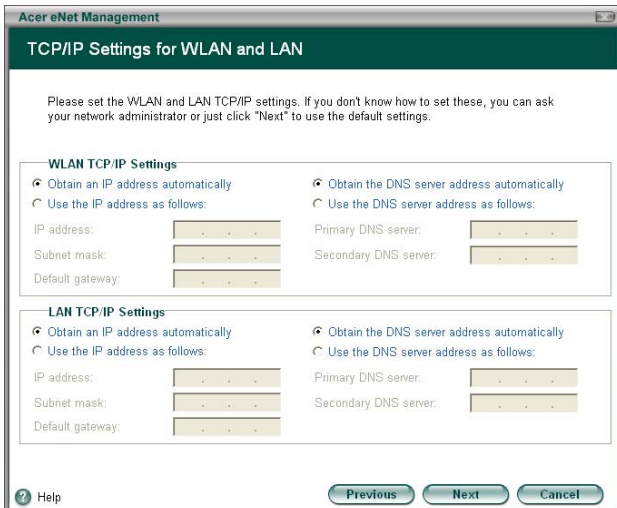 Acer eNet Management
TCP/IP Settings for WLAN and LAN
Please set the WLAN and LAN TCP/IP settings. If you don't know how to set these, you can ask
your network administrator or just click "Next" to use the default settings.
WLAN TCP/IP Settings
Obtain an IP address automatically
Use the IP address as follows:
IP address:
Subnet mask:
Default gateway:
Obtain the DNS server address automatically
Use the DNS server address as follows:
Primary DNS server:
Secondary DNS server:
LAN TCP/IP Settings
Obtain an IP address automatically
Use the IP address as follows:
IP address:
Subnet mask:
Default gateway:
Obtain the DNS server address automatically
Use the DNS server address as follows:
Primary DNS server:
Secondary DNS server:
? Help
Previous
Next
Cancel